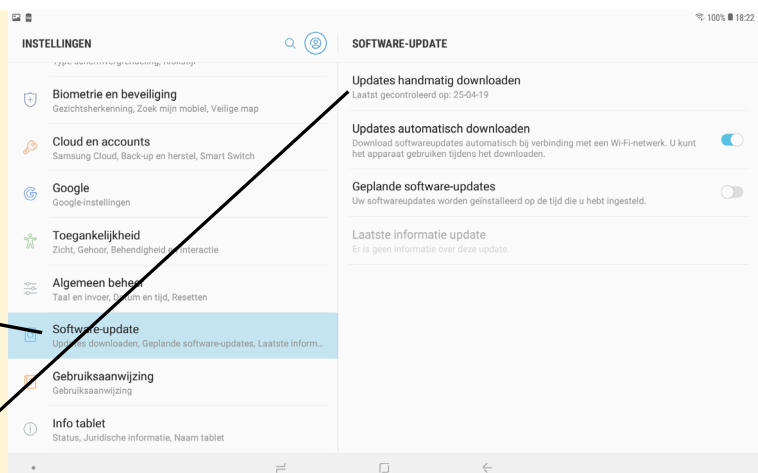 100% 18:22
INSTELLINGEN
Biometrie en beveiliging
Gezichtsherkenning, Zoek mijn mobiel, Veilige map
Cloud en accounts
Samsung Cloud, Back-up en herstel, Smart Switch
Google
Google-instellingen
Toegankelijkheid
Zicht, Gehoor, Behendigheid en interactie
Algemeen beheer
Taal en invoer, Datum en tijd, Resetten
Software-update
Updates downloaden, Geplande software-updates, Laatste inform...
Gebruiksaanwijzing
Gebruiksaanwijzing
Info tablet
Status, Juridische informatie, Naam tablet
SOFTWARE-UPDATE
Updates handmatig downloaden
Laatst gecontroleerd op: 25-04-19
Updates automatisch downloaden
Download softwareupdates automatisch bij verbinding met een Wi-Fi-netwerk. U kunt
het apparaat gebruiken tijdens het downloaden.
Geplande software-updates
Uw softwareupdates worden geïnstalleerd op de tijd die u hebt ingesteld.
Laatste informatie update
Er is geen informatie over deze update.